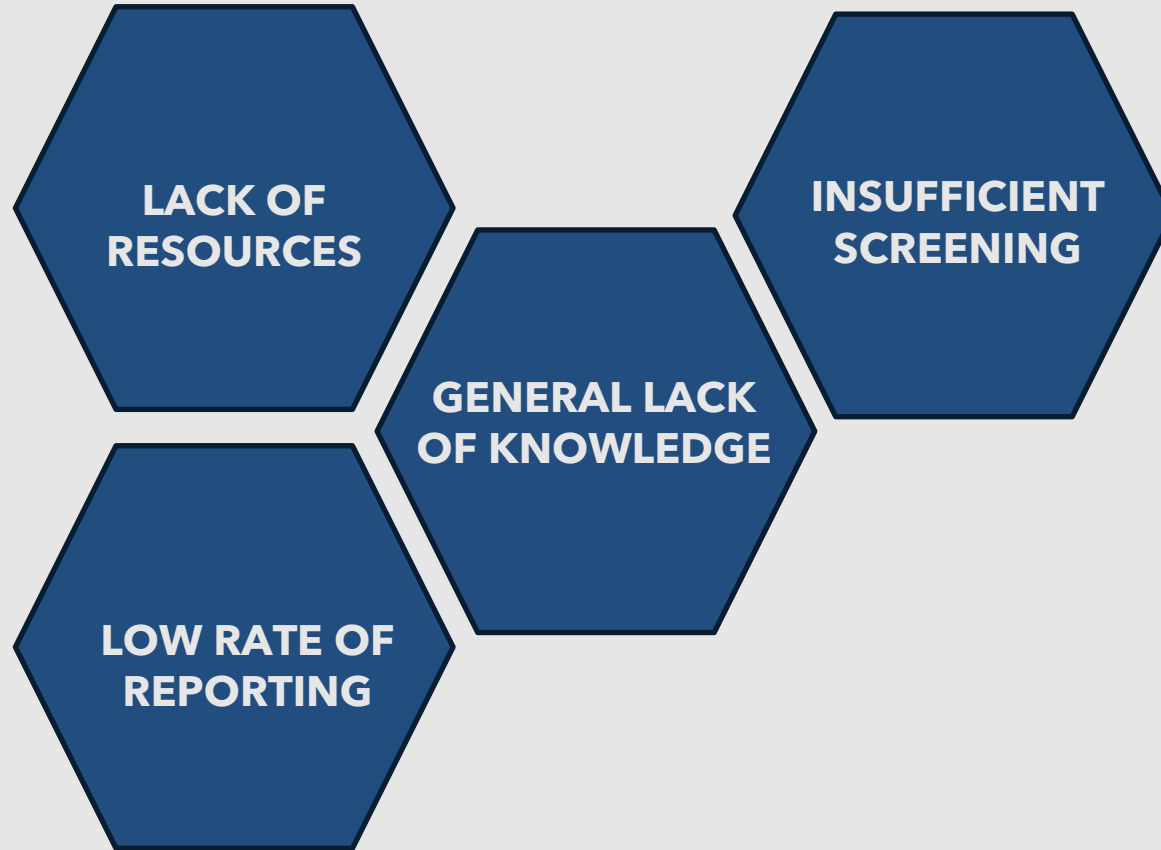 LACK OF
RESOURCES
INSUFFICIENT
SCREENING
GENERAL LACK
OF KNOWLEDGE
LOW RATE OF
REPORTING